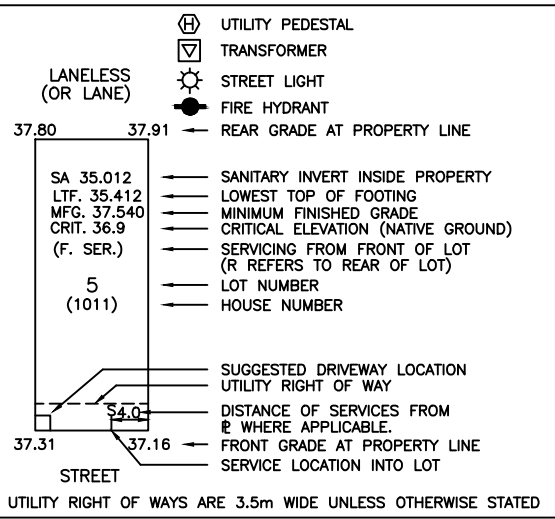 H UTILITY PEDESTAL
TRANSFORMER
STREET LIGHT
FIRE HYDRANT
LANELESS
(OR LANE)
37.80 37.91 REAR GRADE AT PROPERTY LINE
SA 35.012 SANITARY INVERT INSIDE PROPERTY
LTF. 35.412 LOWEST TOP OF FOOTING
MFG. 37.540 MINIMUM FINISHED GRADE
CRIT. 36.9 CRITICAL ELEVATION (NATIVE GROUND)
(F. SER.) SERVICING FROM FRONT OF LOT
(R REFERS TO REAR OF LOT)
5 LOT NUMBER
(1011) HOUSE NUMBER
SUGGESTED DRIVEWAY LOCATION
UTILITY RIGHT OF WAY
S4.0 DISTANCE OF SERVICES FROM
℄ WHERE APPLICABLE.
37.31 37.16 FRONT GRADE AT PROPERTY LINE
SERVICE LOCATION INTO LOT
STREET
UTILITY RIGHT OF WAYS ARE 3.5m WIDE UNLESS OTHERWISE STATED